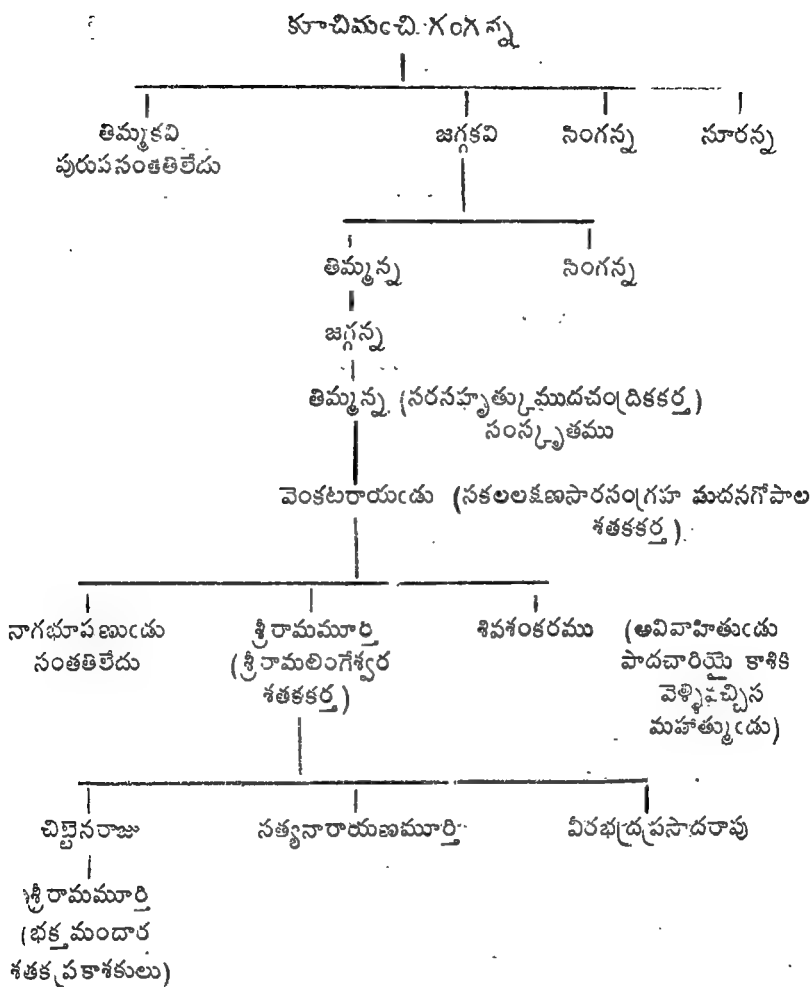 కూచిమంచి గంగన్న
తిమ్మకవి జగ్గకవి సింగన్న సూరన్న
పురుషసంతతిలేదు
తిమ్మన్న సింగన్న
జగ్గన్న
తిమ్మన్న (సరసహృత్కుముదచంద్రికకర్త)
సంస్కృతము
వెంకటరాయఁడు (సకలలక్షణసారసంగ్రహ మదనగోపాల
శతకకర్త)
నాగభూషణుఁడు శ్రీరామమూర్తి శివశంకరము (అవివాహితుఁడు
సంతతిలేదు (శ్రీరామలింగేశ్వర పాదచారియై కాశికి
శతకకర్త) వెళ్ళివచ్చిన
మహాత్ముఁడు)
చిట్టెనరాజు సత్యనారాయణమూర్తి వీరభద్రప్రసాదరావు
శ్రీరామమూర్తి
(భక్తమందార
శతకప్రకాశకులు)